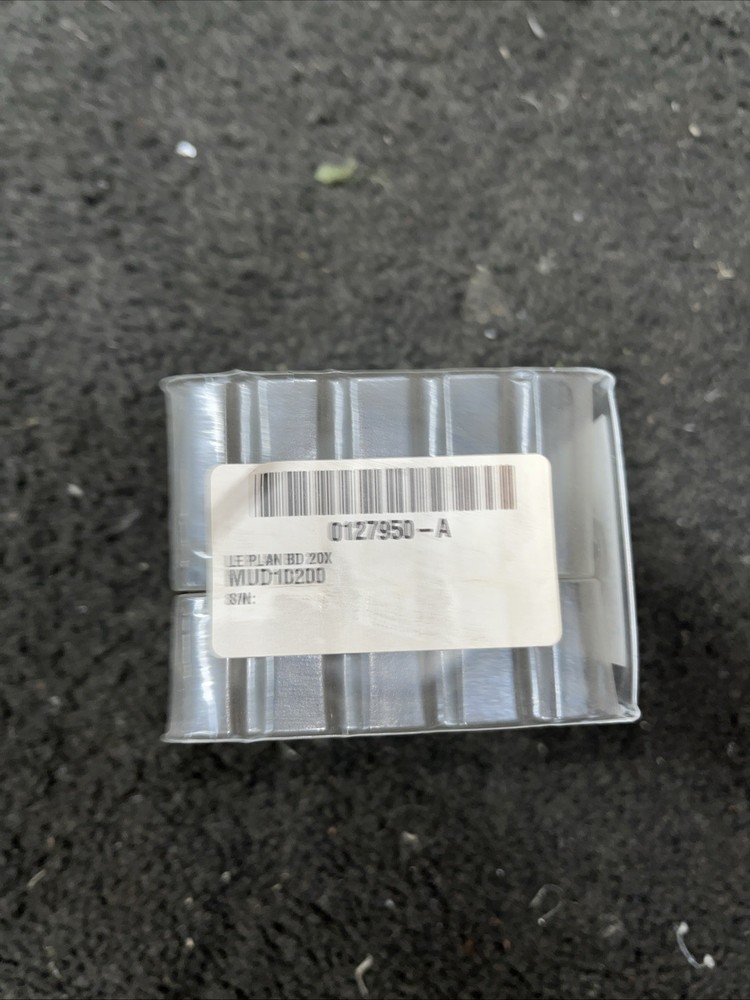 0127950-A
LE PLAN BD 20X
MUD10200
S/N: